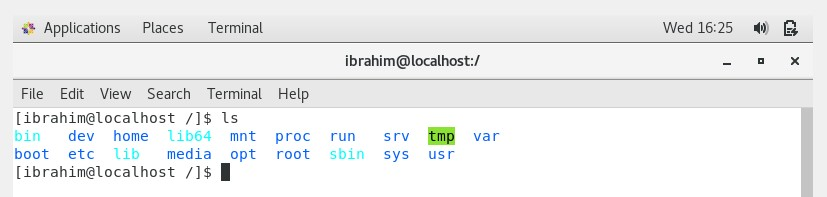 Applications Places Terminal Wed 16:25
ibrahim@localhost:/
File Edit View Search Terminal Help
[ibrahim@localhost /]$ ls
bin dev home lib64 mnt proc run srv tmp var
boot etc lib media opt root sbin sys usr
[ibrahim@localhost /]$